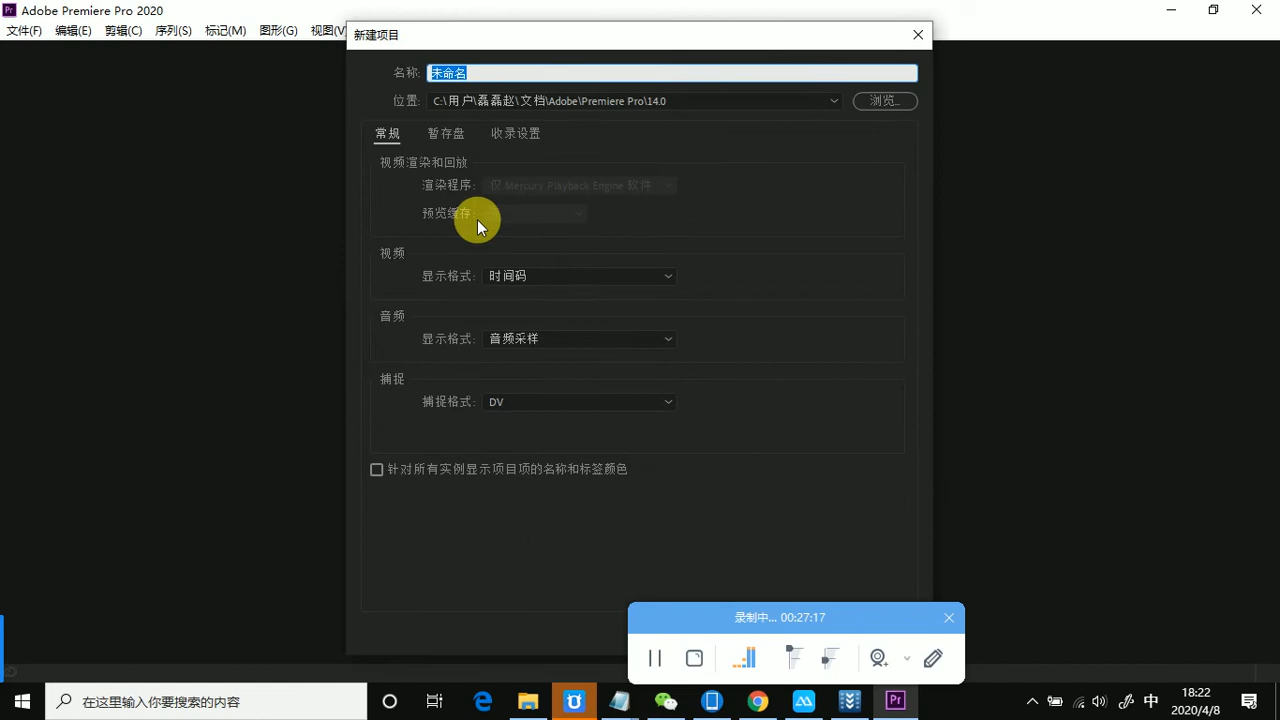 Adobe Premiere Pro 2020
文件(F) 编辑(E) 剪辑(C) 序列(S) 标记(M) 图形(G) 视图(V
新建项目
名称: 未命名
位置: C:\用户\磊磊赵\文档\Adobe\Premiere Pro\14.0 浏览...
常规 暂存盘 收录设置
视频渲染和回放
渲染程序: 仅 Mercury Playback Engine 软件
预览缓存:
视频
显示格式: 时间码
音频
显示格式: 音频采样
捕捉
捕捉格式: DV
针对所有实例显示项目项的名称和标签颜色
录制中... 00:27:17
在这里输入你要搜索的内容
Pr
中
18:22
2020/4/8